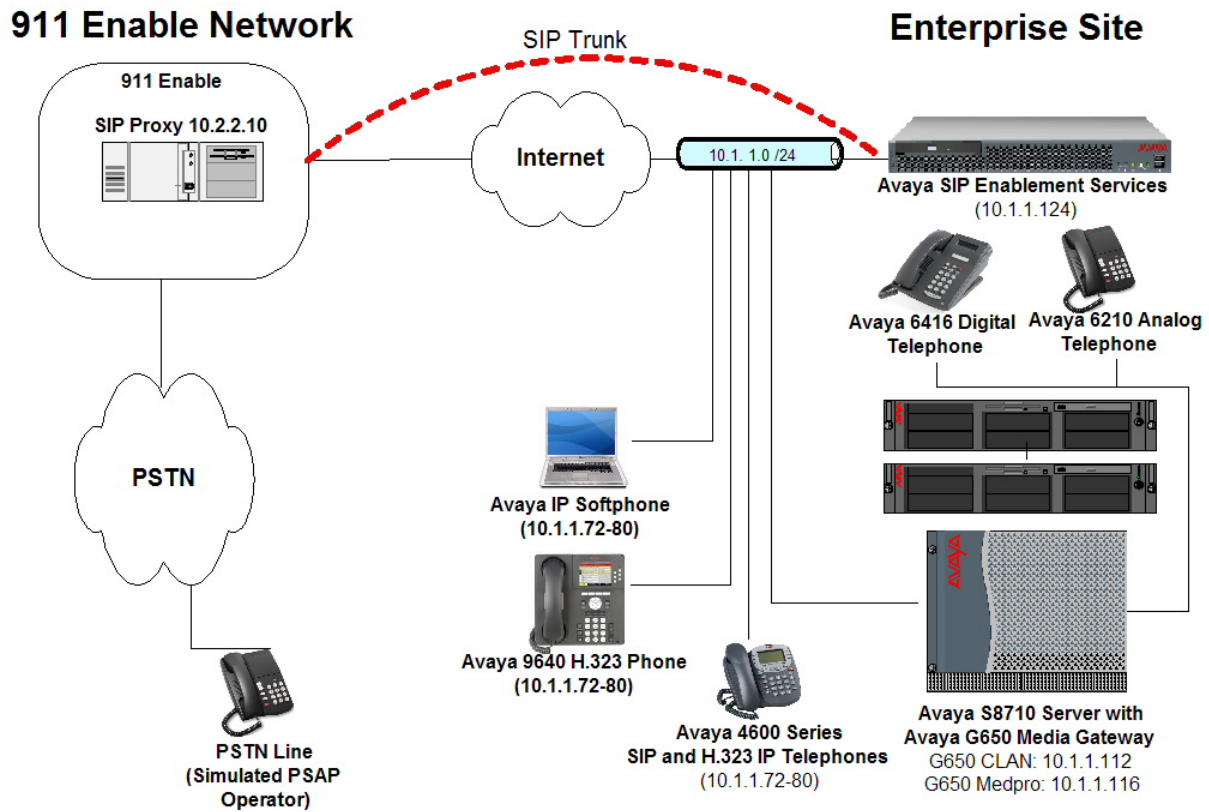 911 Enable Network
SIP Trunk
Enterprise Site
911 Enable
SIP Proxy 10.2.2.10
Internet
10.1. 1.0 /24
AVAYA
Avaya SIP Enablement Services
(10.1.1.124)
Avaya 6416 Digital
Telephone
Avaya 6210 Analog
Telephone
PSTN
Avaya IP Softphone
(10.1.1.72-80)
AVAYA
AVAYA
AVAYA
Avaya 9640 H.323 Phone
(10.1.1.72-80)
Avaya 4600 Series
SIP and H.323 IP Telephones
(10.1.1.72-80)
Avaya S8710 Server with
Avaya G650 Media Gateway
G650 CLAN: 10.1.1.112
G650 Medpro: 10.1.1.116
PSTN Line
(Simulated PSAP
Operator)